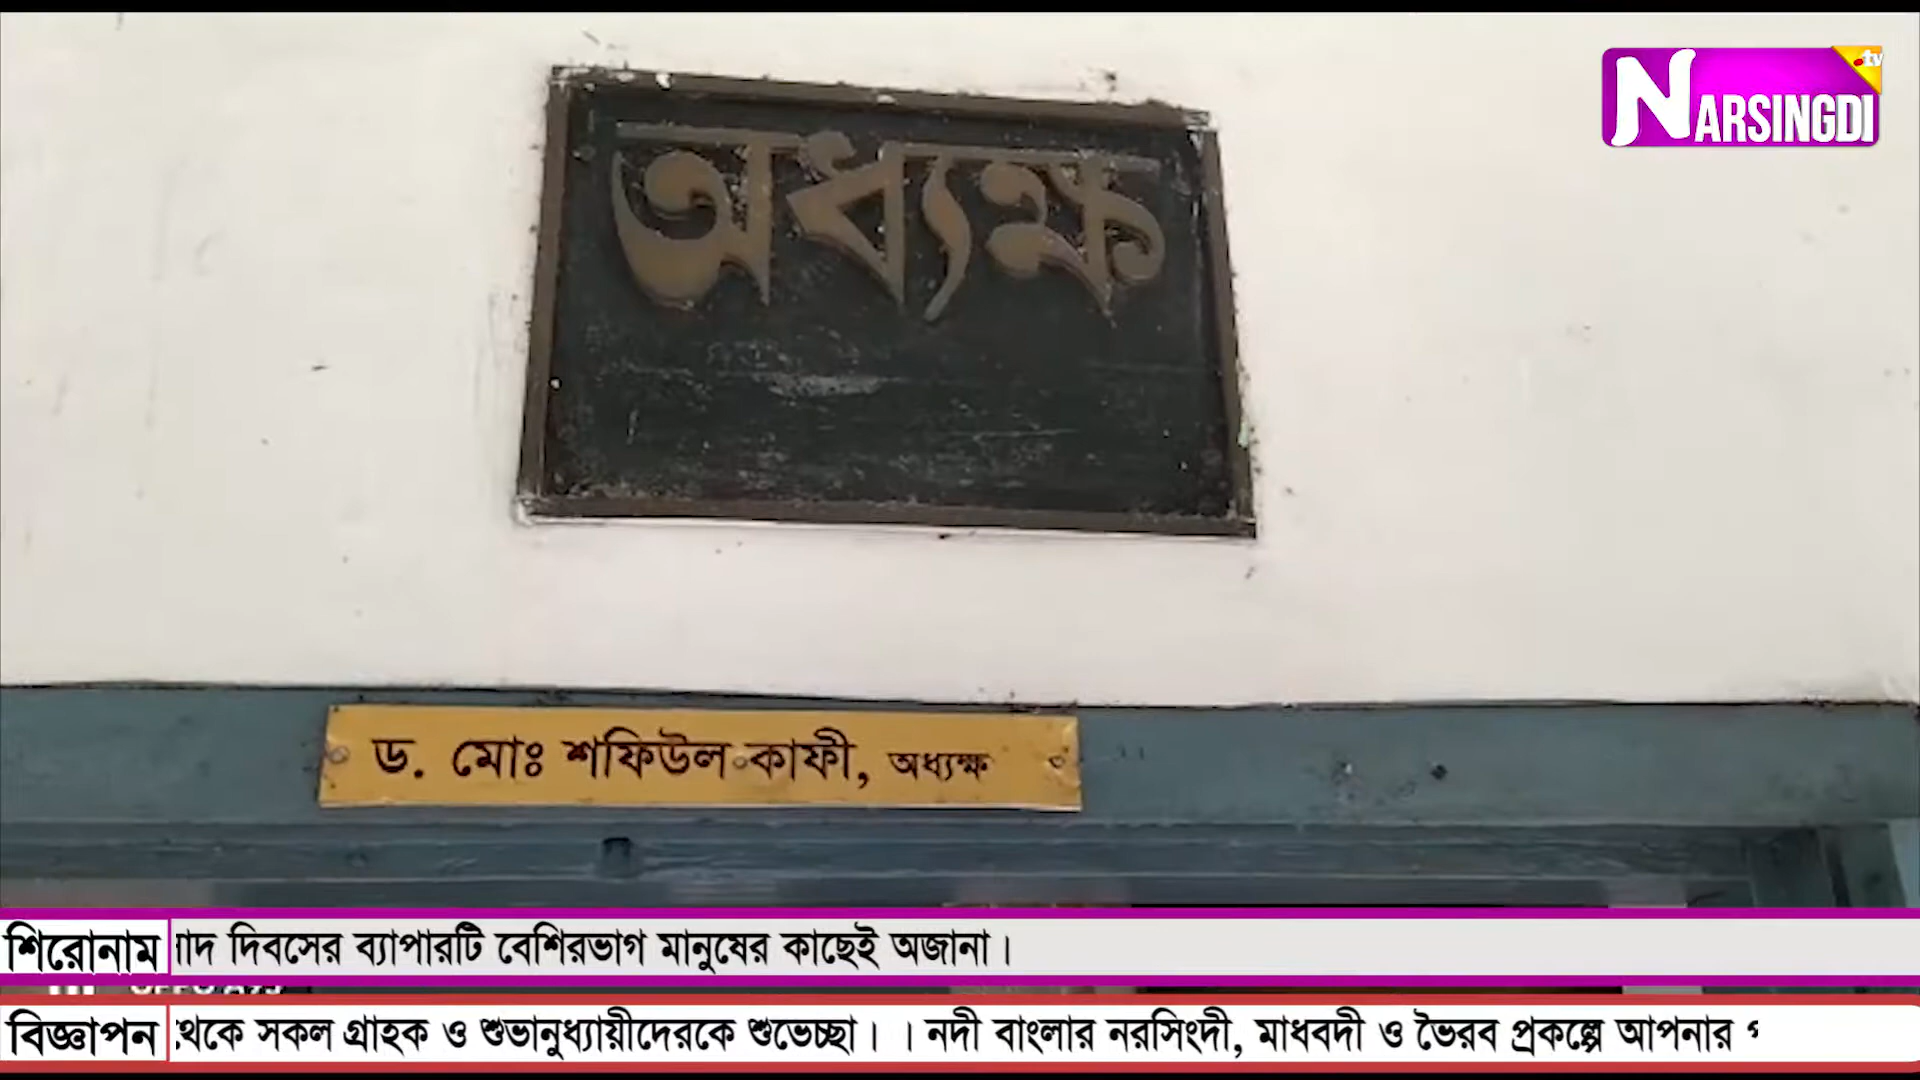 NARSINGDI
.tv
অধ্যক্ষ
ড. মোঃ শফিউল কাফী, অধ্যক্ষ
শিরোনাম
দিবসের ব্যাপারটি বেশিরভাগ মানুষের কাছেই অজানা।
বিজ্ঞাপন
থেকে সকল গ্রাহক ও শুভানুধ্যায়ীদেরকে শুভেচ্ছা। । নদী বাংলার নরসিংদী, মাধবদী ও ভৈরব প্রকল্পে আপনার